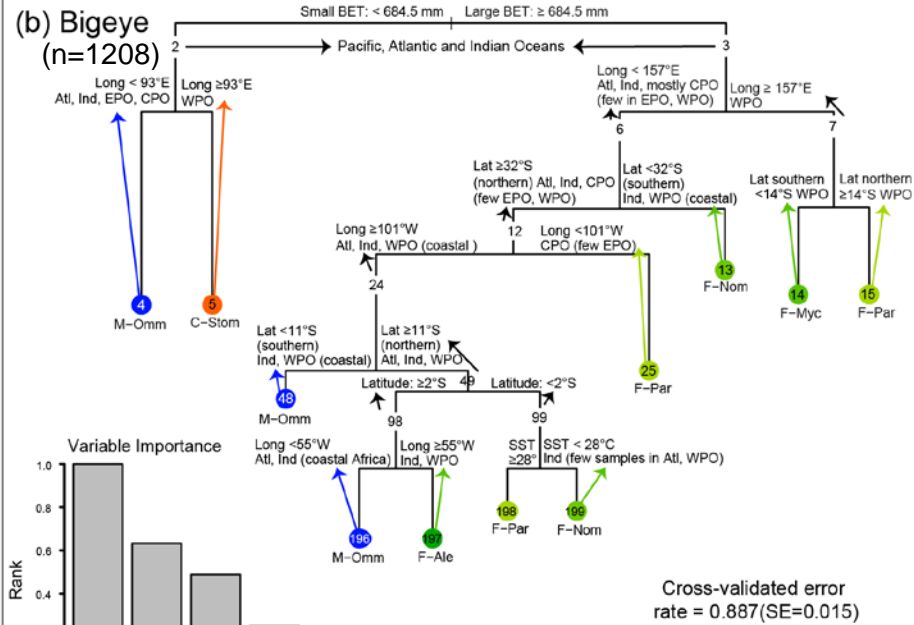 (b) Bigeye
(n=1208)
Small BET: < 684.5 mm
Large BET: ≥ 684.5 mm
2
Pacific, Atlantic and Indian Oceans
3
Long < 93°E
Atl, Ind, EPO, CPO
Long ≥93°E
WPO
Long < 157°E
Atl, Ind, mostly CPO
(few in EPO, WPO)
Long ≥ 157°E
WPO
6
7
Lat ≥32°S
(northern) Atl, Ind, CPO
(few EPO, WPO)
Lat <32°S
(southern)
Ind, WPO (coastal)
Lat southern
<14°S WPO
Lat northern
≥14°S WPO
12
Long ≥101°W
Atl, Ind, WPO (coastal )
Long <101°W
CPO (few EPO)
13
F−Nom
24
4
M−Omm
5
C−Stom
14
F−Myc
15
F−Par
Lat <11°S
(southern)
Ind, WPO (coastal)
Lat ≥11°S
(northern)
Atl, Ind, WPO
25
F−Par
48
M−Omm
49
Latitude: ≥2°S
Latitude: <2°S
98
99
Long <55°W
Atl, Ind (coastal Africa)
Long ≥55°W
Ind, WPO
SST
≥28°
SST < 28°C
Ind (few samples in Atl, WPO)
196
M−Omm
197
F−Ale
198
F−Par
199
F−Nom
Variable Importance
1.0
0.8
0.6
0.4
Rank
Cross-validated error
rate = 0.887(SE=0.015)